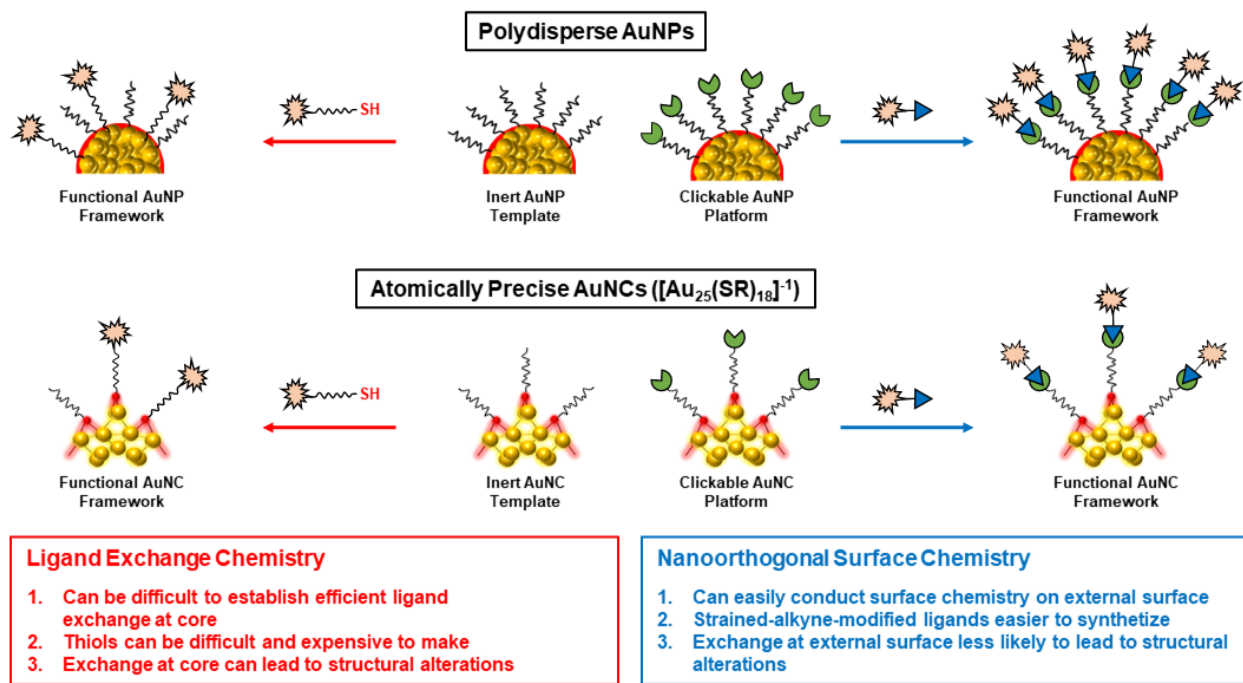 Polydisperse AuNPs
SH
Functional AuNP
Framework
Inert AuNP
Template
Clickable AuNP
Platform
Functional AuNP
Framework
Atomically Precise AuNCs ([Au₂₅(SR)₁₈]⁻¹)
SH
Functional AuNC
Framework
Inert AuNC
Template
Clickable AuNC
Platform
Functional AuNC
Framework
Ligand Exchange Chemistry
1. Can be difficult to establish efficient ligand
exchange at core
2. Thiols can be difficult and expensive to make
3. Exchange at core can lead to structural alterations
Nanoorthogonal Surface Chemistry
1. Can easily conduct surface chemistry on external surface
2. Strained-alkyne-modified ligands easier to synthetize
3. Exchange at external surface less likely to lead to structural
alterations